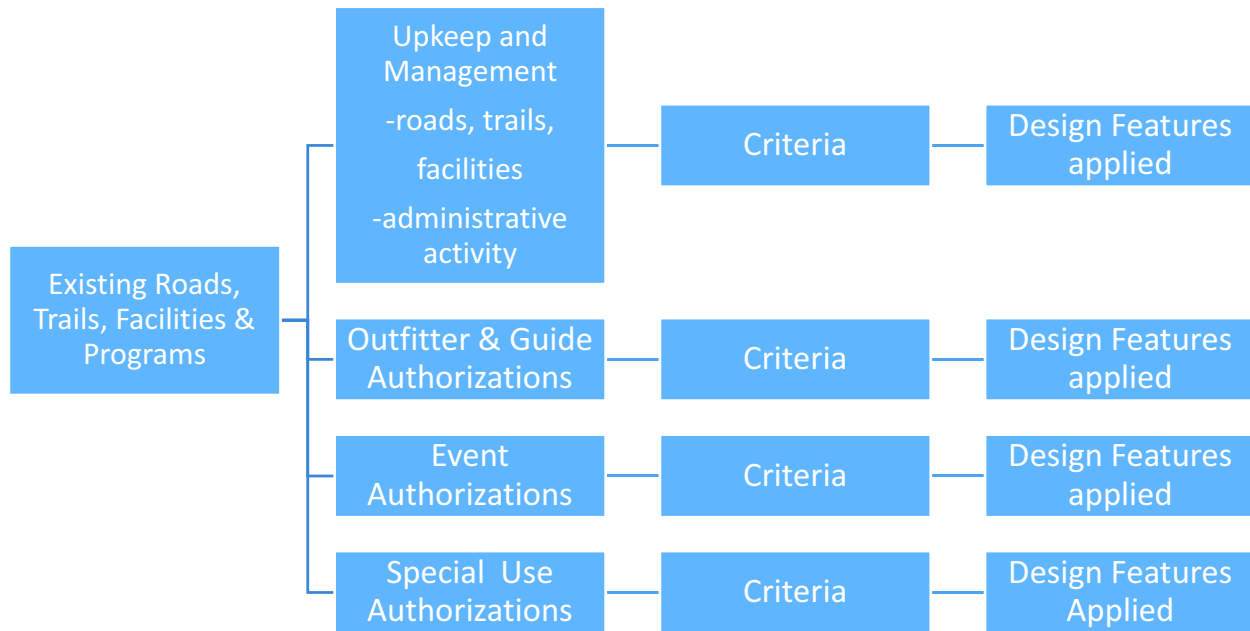 Existing Roads,
Trails, Facilities &
Programs
Upkeep and
Management
-roads, trails,
facilities
-administrative
activity
Criteria
Design Features
applied
Outfitter & Guide
Authorizations
Criteria
Design Features
applied
Event
Authorizations
Criteria
Design Features
applied
Special  Use
Authorizations
Criteria
Design Features
Applied